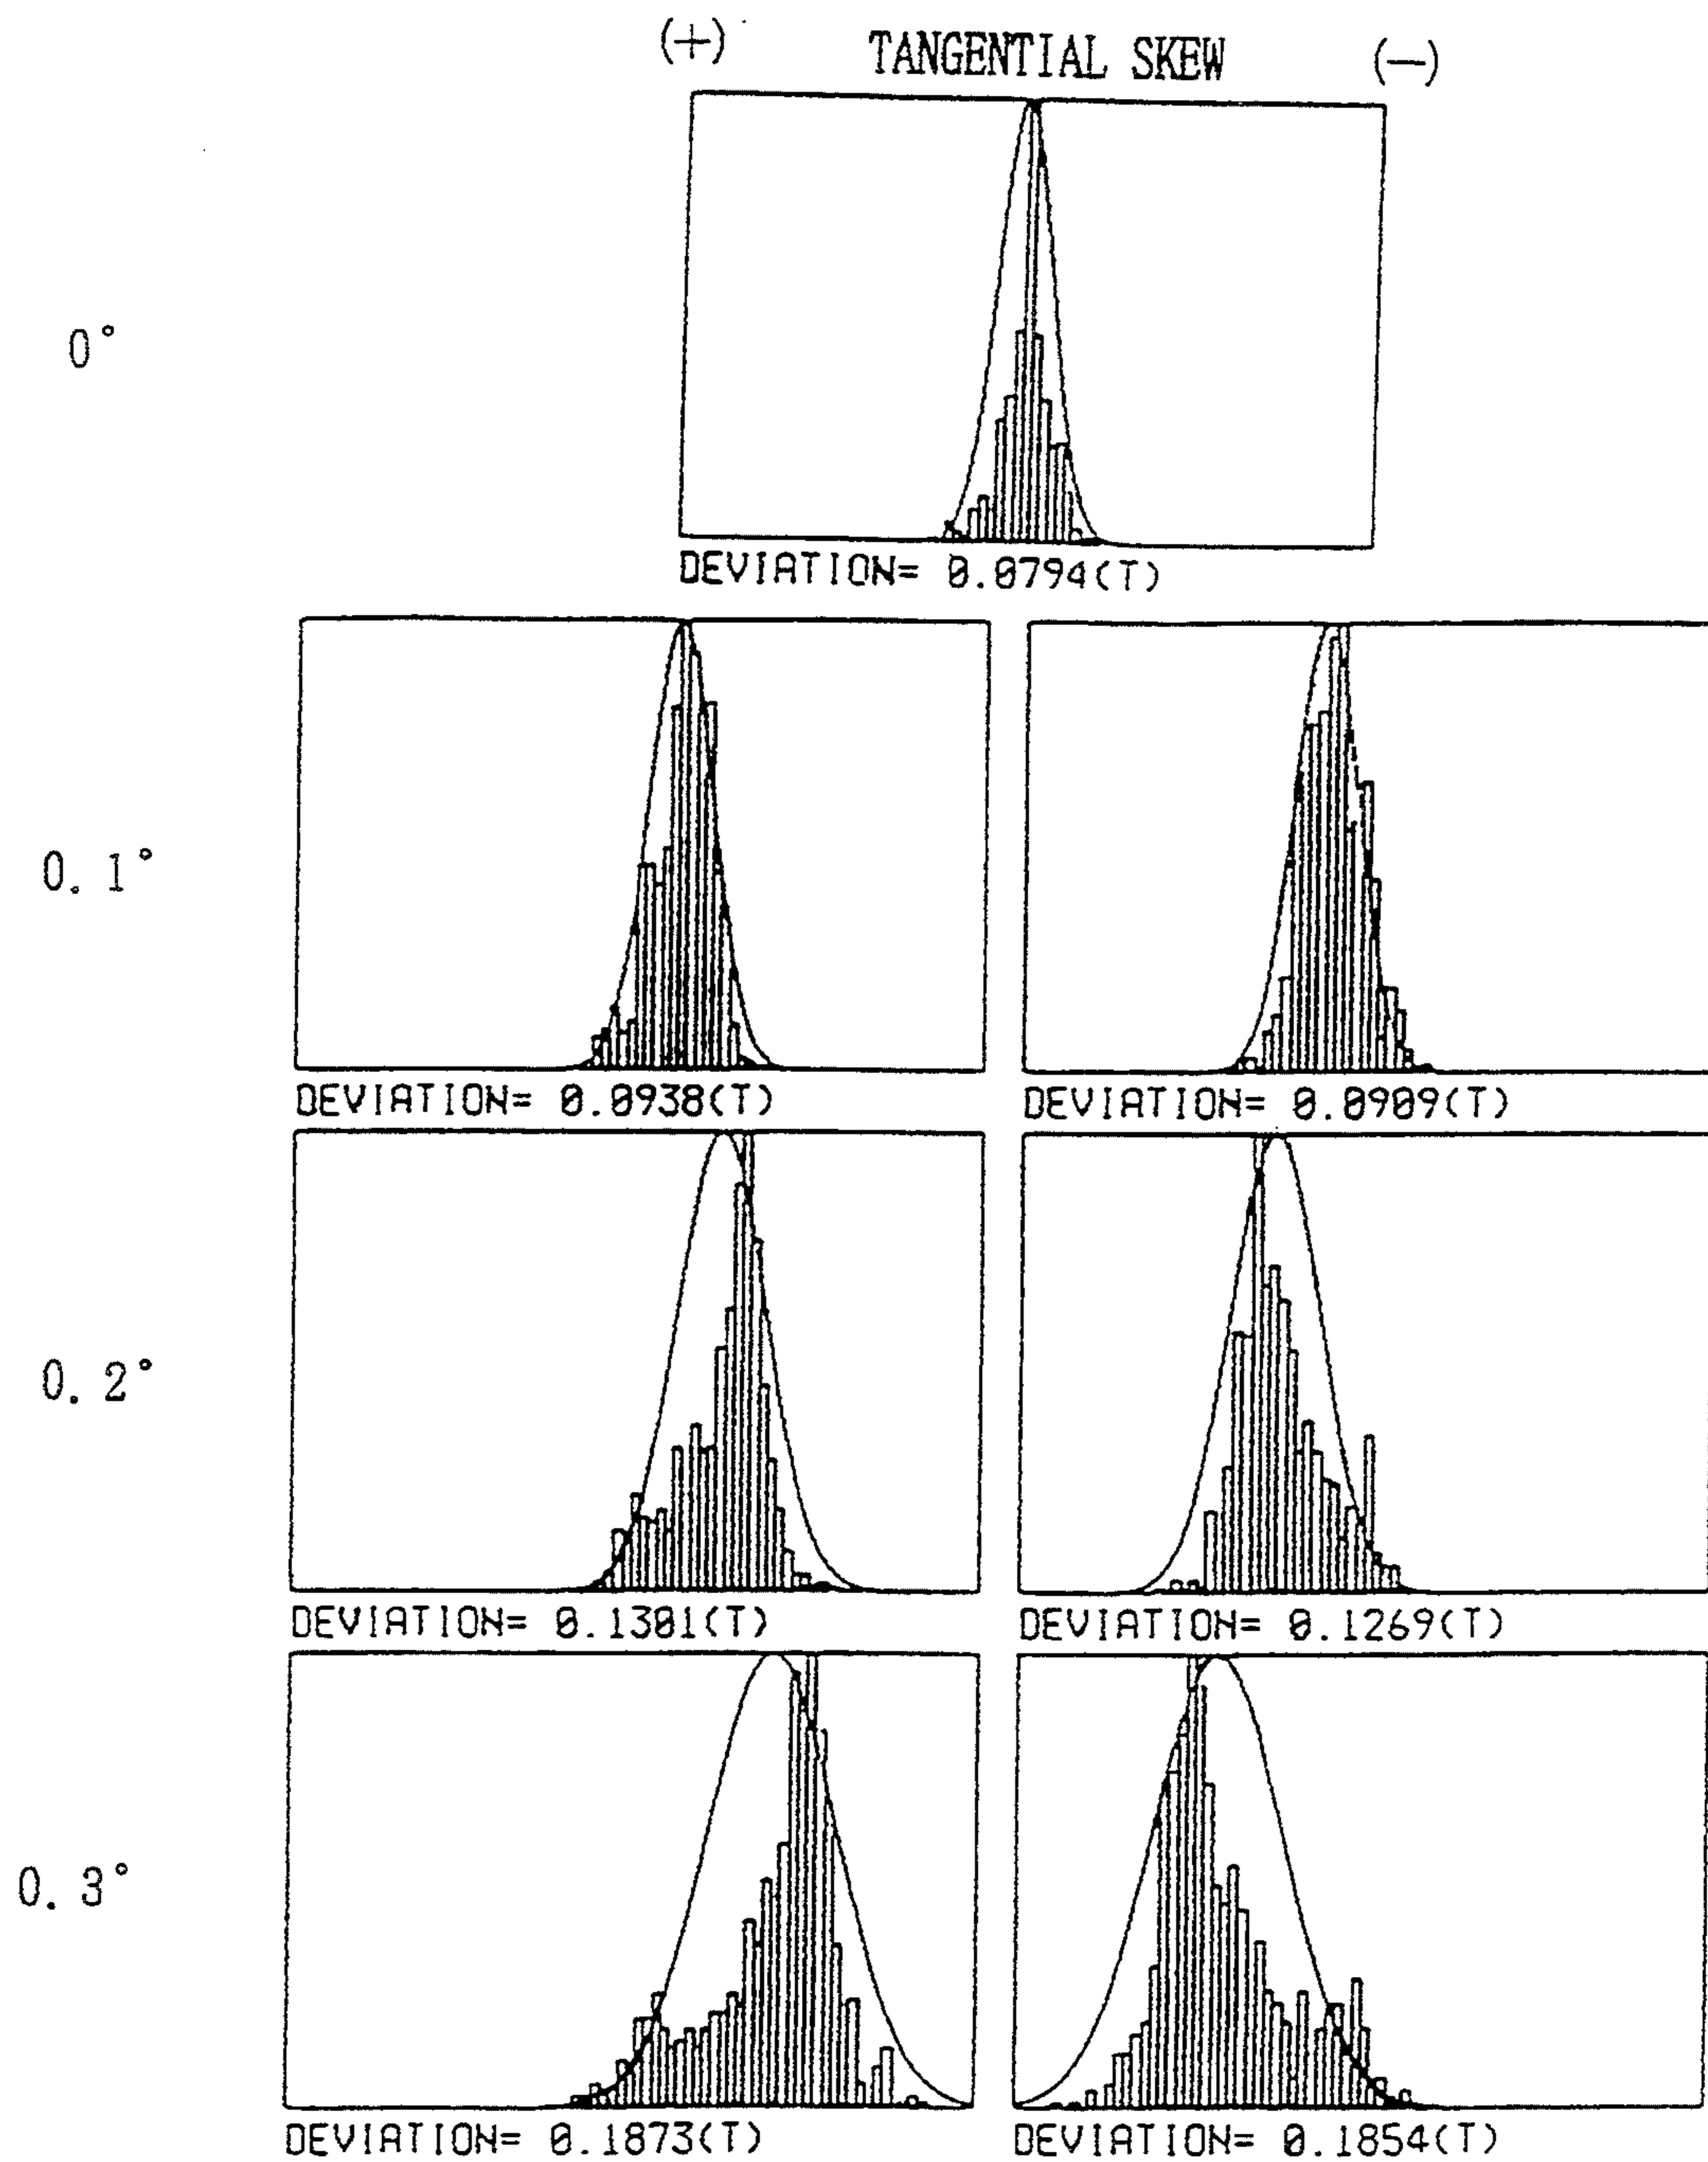 (+) TANGENTIAL SKEW (—)
0°
DEVIATION= 0.0794(T)
0.1°
DEVIATION= 0.0938(T) DEVIATION= 0.0909(T)
0.2°
DEVIATION= 0.1301(T) DEVIATION= 0.1269(T)
0.3°
DEVIATION= 0.1873(T) DEVIATION= 0.1854(T)